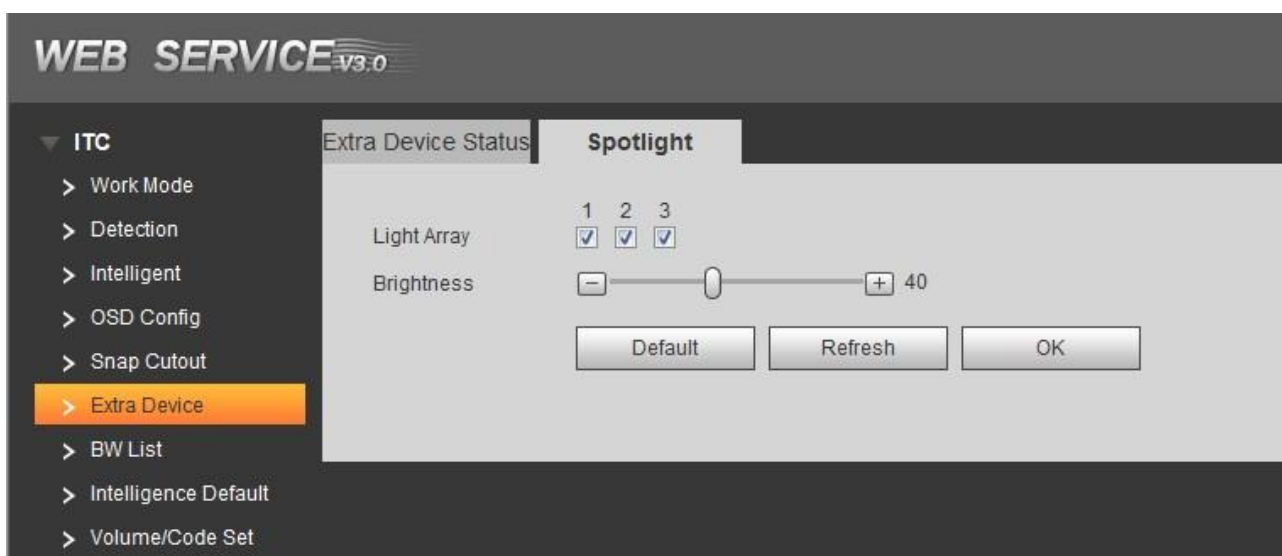 WEB SERVICE V3.0
ITC
Work Mode
Detection
Intelligent
OSD Config
Snap Cutout
Extra Device
BW List
Intelligence Default
Volume/Code Set
Extra Device Status Spotlight
1 2 3
Light Array
Brightness 40
Default Refresh OK